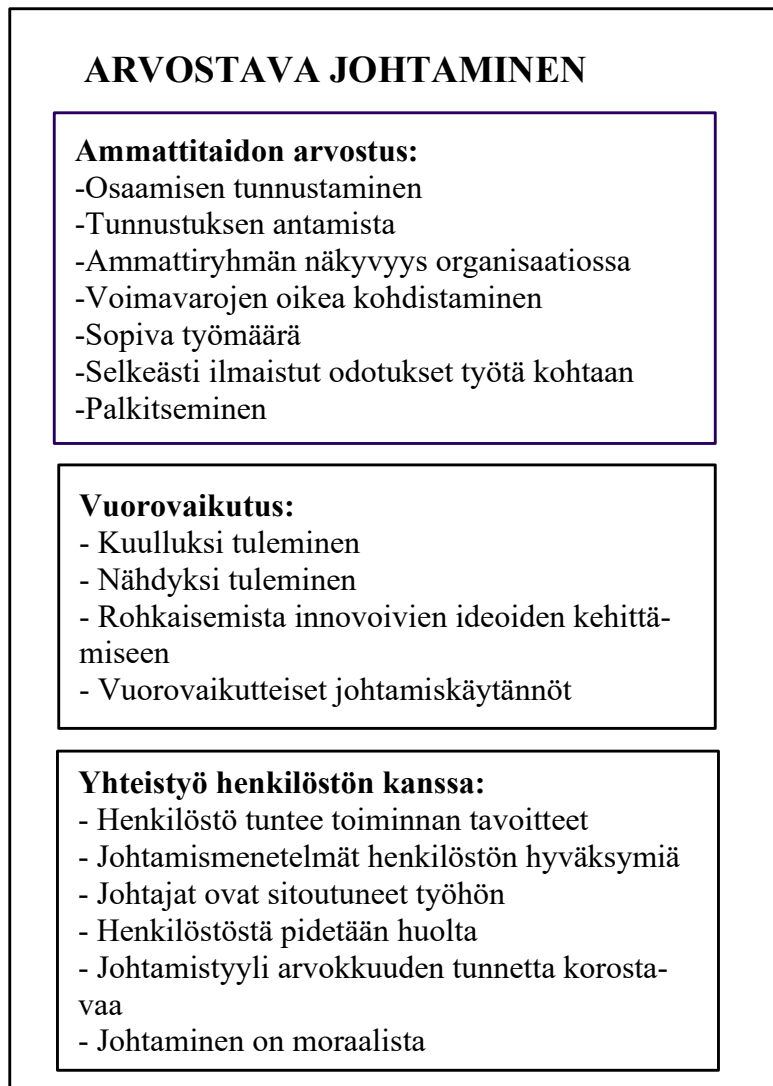 ARVOSTAVA JOHTAMINEN
Ammattitaidon arvostus:
-Osaamisen tunnustaminen
-Tunnustuksen antamista
-Ammattiryhmän näkyvyys organisaatiossa
-Voimavarojen oikea kohdistaminen
-Sopiva työmäärä
-Selkeästi ilmaistut odotukset työtä kohtaan
-Palkitseminen
Vuorovaikutus:
- Kuulluksi tuleminen
- Nähdyksi tuleminen
- Rohkaisemista innovoivien ideoiden kehittä-
miseen
- Vuorovaikutteiset johtamiskäytännöt
Yhteistyö henkilöstön kanssa:
- Henkilöstö tuntee toiminnan tavoitteet
- Johtamismenetelmät henkilöstön hyväksymiä
- Johtajat ovat sitoutuneet työhön
- Henkilöstöstä pidetään huolta
- Johtamistyyli arvokkuuden tunnetta korosta-
vaa
- Johtaminen on moraalista